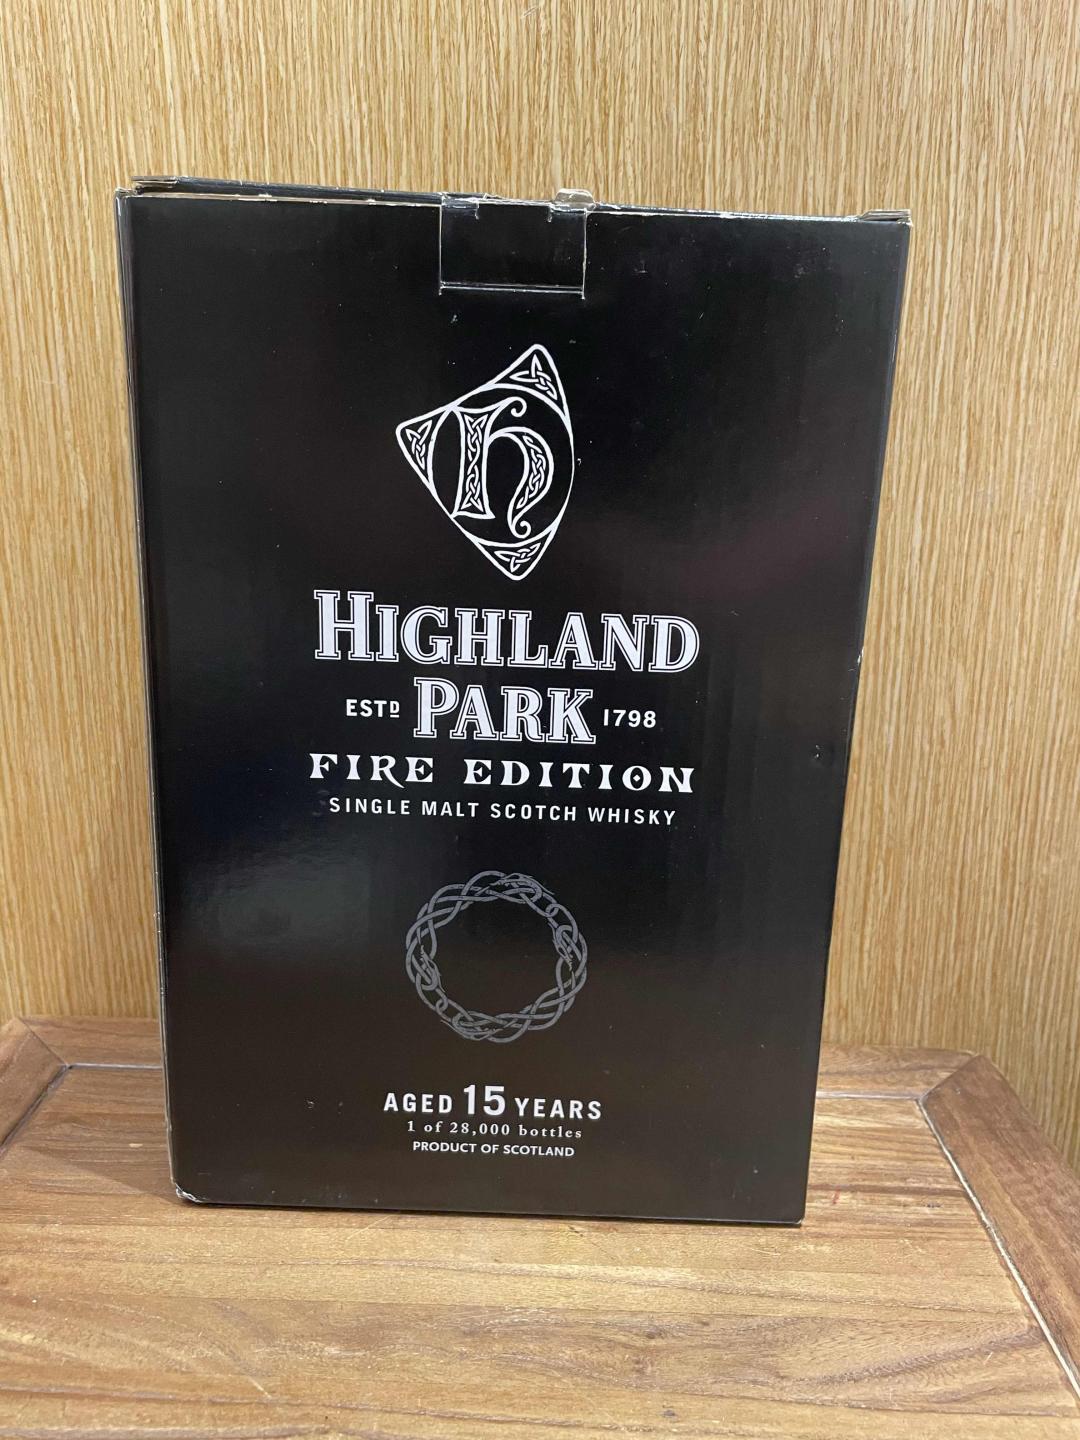 h
HIGHLAND
ESTD PARK 1798
FIRE EDITION
SINGLE MALT SCOTCH WHISKY
AGED 15 YEARS
1 of 28,000 bottles
PRODUCT OF SCOTLAND